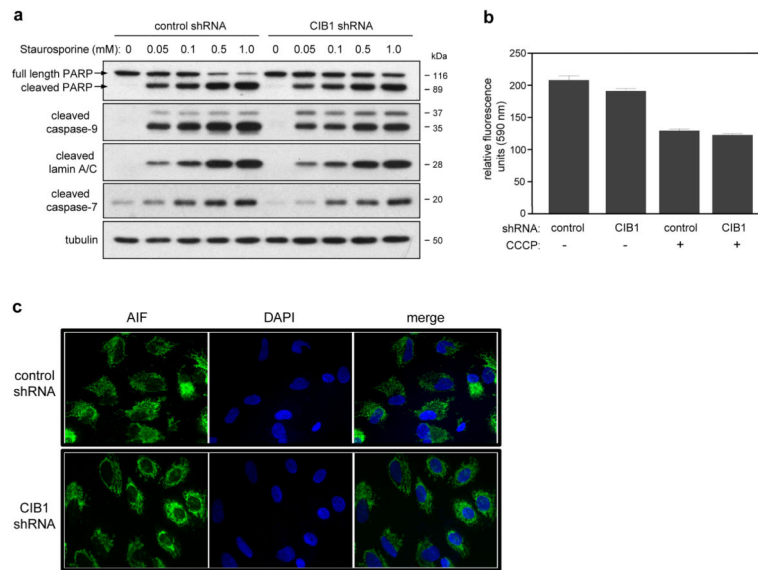 a
control shRNA CIB1 shRNA
Staurosporine (mM): 0 0.05 0.1 0.5 1.0 0 0.05 0.1 0.5 1.0
kDa
full length PARP - 116
cleaved PARP - 89
- 37
cleaved
caspase-9 - 35
cleaved
lamin A/C - 28
cleaved
caspase-7 - 20
tubulin - 50
b
relative fluorescence
units (590 nm)
250
200
150
100
50
0
shRNA: control CIB1 control CIB1
CCCP: - - + +
c
AIF DAPI merge
control
shRNA
CIB1
shRNA